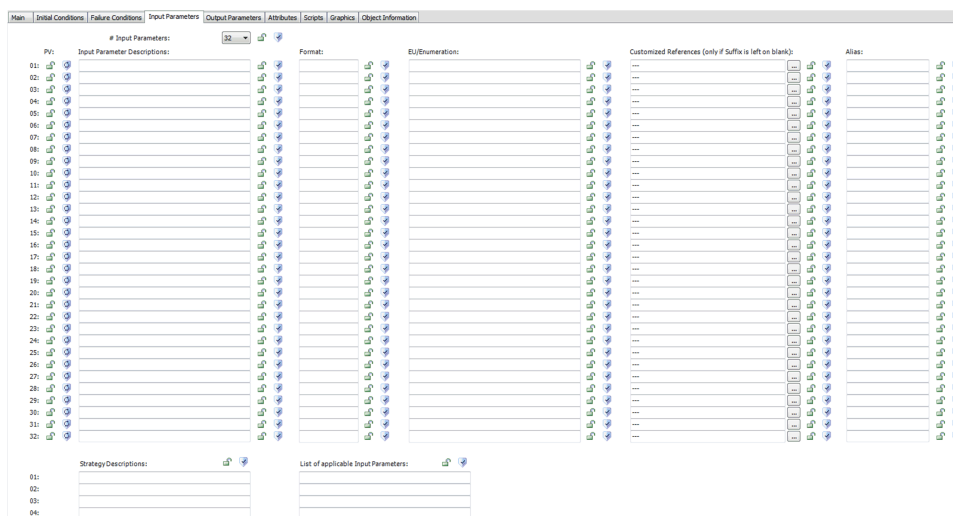 Main Initial Conditions Failure Conditions Input Parameters Output Parameters Attributes Scripts Graphics Object Information
# Input Parameters: 32
PV: Input Parameter Descriptions: Format: EU/Enumeration: Customized References (only if Suffix is left on blank): Alias:
01: --- ...
02: --- ...
03: --- ...
04: --- ...
05: --- ...
06: --- ...
07: --- ...
08: --- ...
09: --- ...
10: --- ...
11: --- ...
12: --- ...
13: --- ...
14: --- ...
15: --- ...
16: --- ...
17: --- ...
18: --- ...
19: --- ...
20: --- ...
21: --- ...
22: --- ...
23: --- ...
24: --- ...
25: --- ...
26: --- ...
27: --- ...
28: --- ...
29: --- ...
30: --- ...
31: --- ...
32: --- ...
Strategy Descriptions: List of applicable Input Parameters:
01:
02:
03:
04: